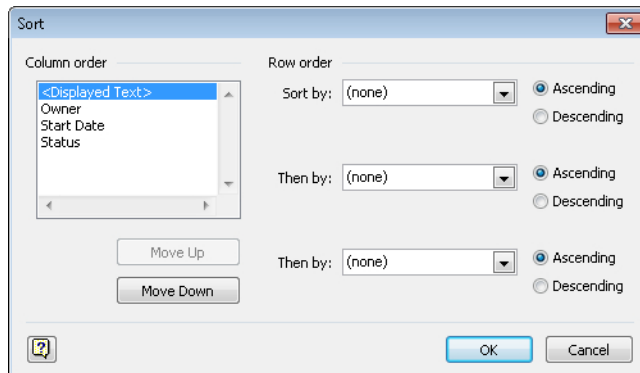 Sort
Column order
<Displayed Text>
Owner
Start Date
Status
Move Up
Move Down
Row order
Sort by: (none)
Ascending
Descending
Then by: (none)
Ascending
Descending
Then by: (none)
Ascending
Descending
?
OK
Cancel